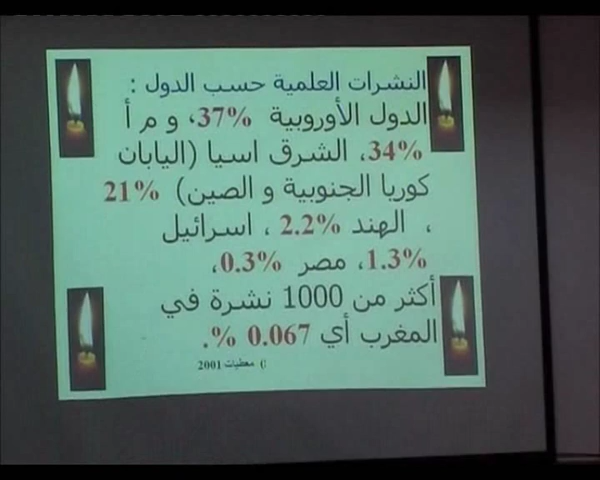 النشرات العلمية حسب الدول :
الدول الأوروبية 37%، و م أ
34%، الشرق اسيا (اليابان
كوريا الجنوبية و الصين) 21%
، الهند 2.2% ، اسرائيل
1.3%، مصر 0.3%،
أكثر من 1000 نشرة في
المغرب أي 0.067 %.
) معطيات 2001